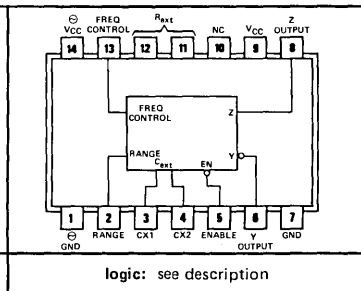 ⊖ FREQ Rext Z
VCC CONTROL NC VCC OUTPUT
14 13 12 11 10 9 8
FREQ
CONTROL Z
RANGE Y
Cext EN
1 2 3 4 5 6 7
⊖ RANGE CX1 CX2 ENABLE Y GND
GND OUTPUT
logic: see description